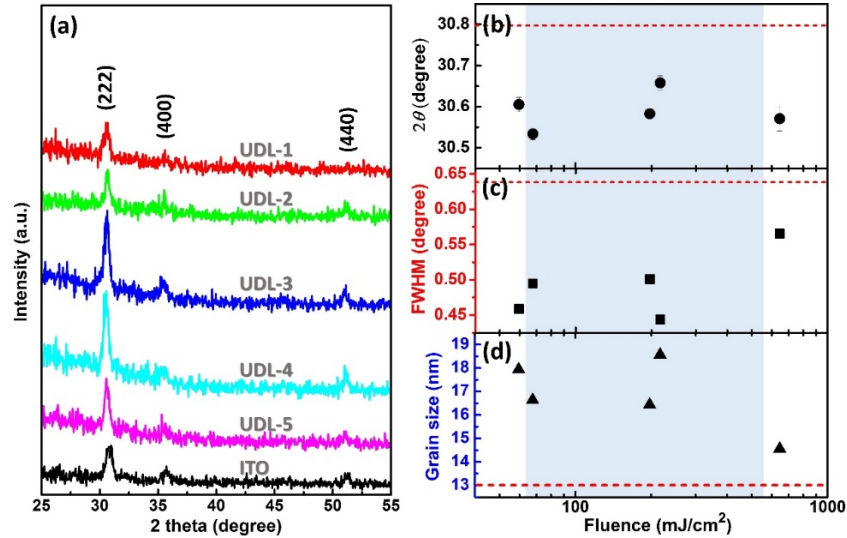 (a)
(222)
(400)
(440)
UDL-1
UDL-2
UDL-3
UDL-4
UDL-5
ITO
Intensity (a.u.)
25 30 35 40 45 50 55
2 theta (degree)
(b)
30.8
30.7
30.6
30.5
2θ (degree)
(c)
0.65
0.60
0.55
0.50
0.45
FWHM (degree)
(d)
19
18
17
16
15
14
13
Grain size (nm)
100 1000
Fluence (mJ/cm²)